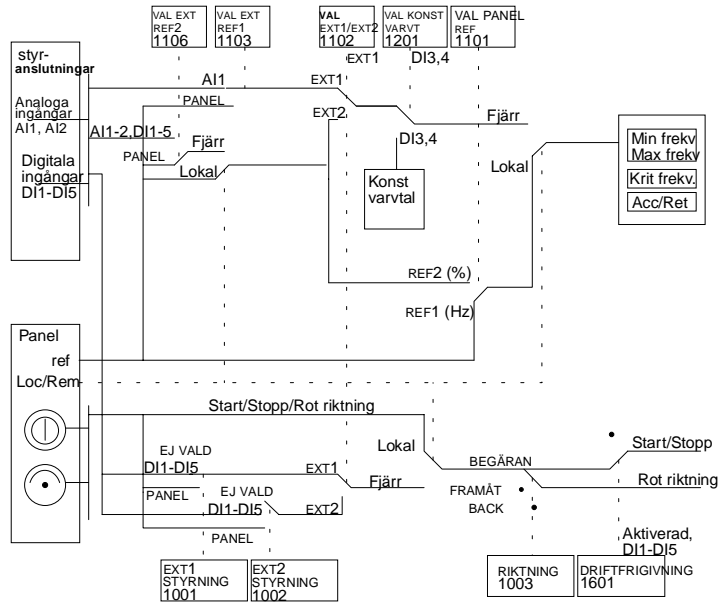 VAL EXT
REF2
1106
VAL EXT
REF1
1103
VAL
EXT1/EXT2
1102
VAL KONST
VARVT
1201
VAL PANEL
REF
1101
EXT1
DI3,4
styr-
anslutningar
AI1
EXT1
PANEL
Analoga
ingångar
AI1, AI2
EXT2
Fjärr
AI1-2,DI1-5
Fjärr
DI3,4
Min frekv
Max frekv
Digitala
ingångar
DI1-DI5
PANEL
Lokal
Lokal
Konst
varvtal
Krit frekv.
Acc/Ret
REF2 (%)
REF1 (Hz)
Panel
ref
Loc/Rem
Start/Stopp/Rot riktning
Lokal
Start/Stopp
EJ VALD
DI1-DI5
EXT1
BEGÄRAN
Fjärr
Rot riktning
PANEL
EJ VALD
DI1-DI5
EXT2
FRAMÅT
BACK
PANEL
Aktiverad,
DI1-DI5
EXT1
STYRNING
1001
EXT2
STYRNING
1002
RIKTNING
1003
DRIFTFRIGIVNING
1601